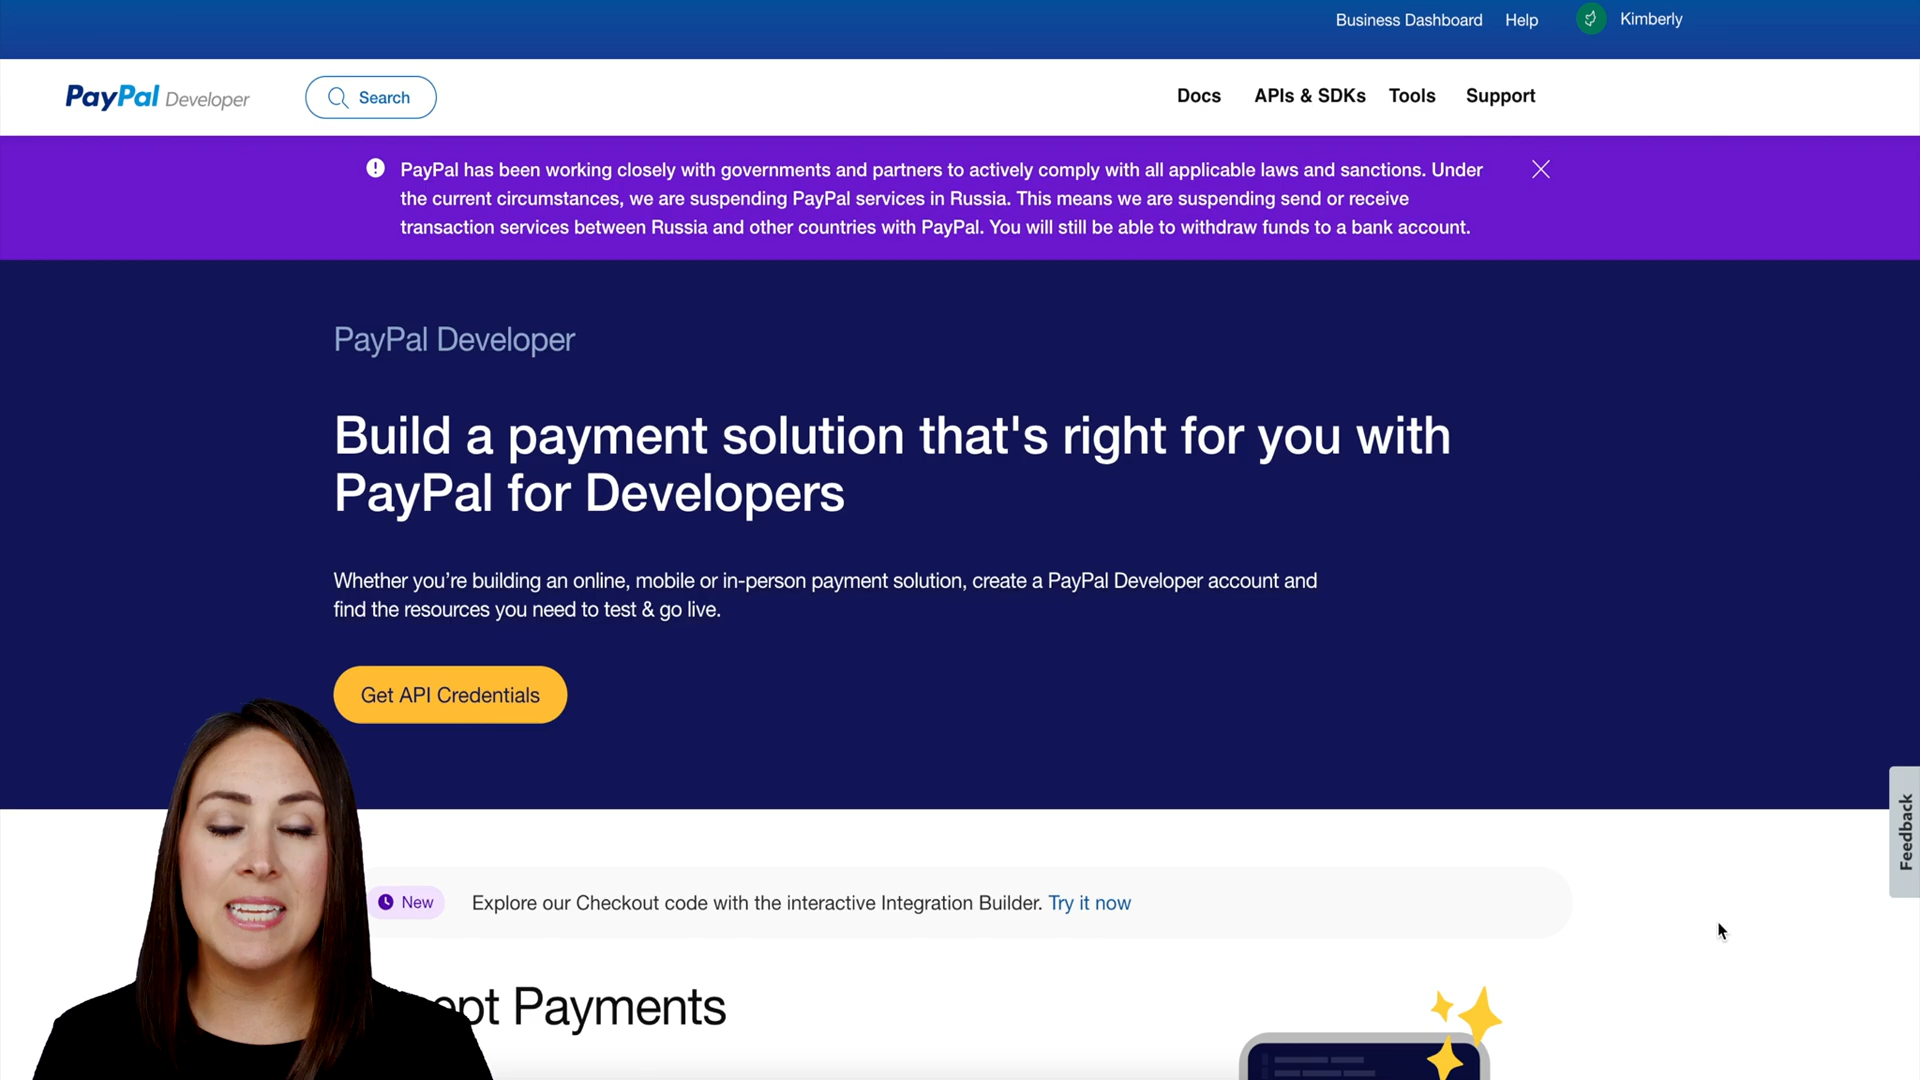 Business Dashboard Help Kimberly
PayPal Developer Search Docs APIs & SDKs Tools Support
PayPal has been working closely with governments and partners to actively comply with all applicable laws and sanctions. Under
the current circumstances, we are suspending PayPal services in Russia. This means we are suspending send or receive
transaction services between Russia and other countries with PayPal. You will still be able to withdraw funds to a bank account.
PayPal Developer
Build a payment solution that's right for you with
PayPal for Developers
Whether you’re building an online, mobile or in-person payment solution, create a PayPal Developer account and
find the resources you need to test & go live.
Get API Credentials
Feedback
New Explore our Checkout code with the interactive Integration Builder. Try it now
Payments